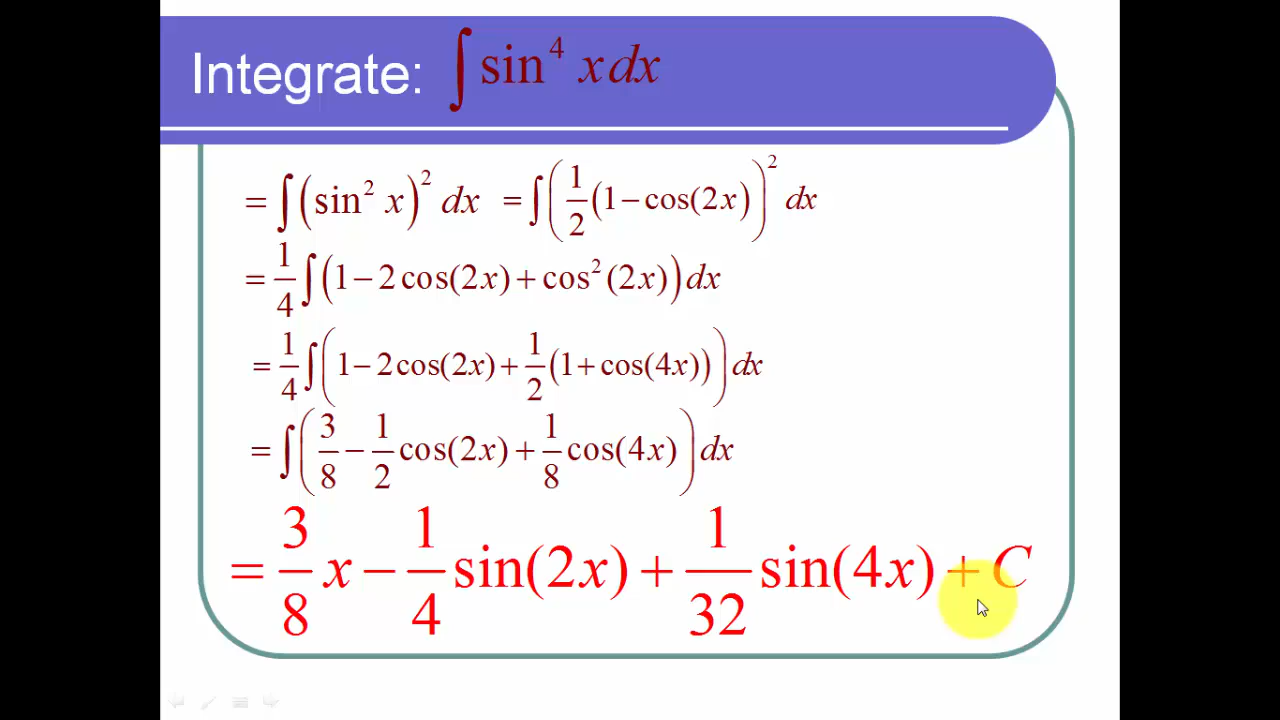 Integrate: ∫ sin⁴ x dx
= ∫ (sin² x)² dx = ∫ (1/2 (1 − cos(2x))² dx
= 1/4 ∫ (1 − 2 cos(2x) + cos² (2x)) dx
= 1/4 ∫ (1 − 2 cos(2x) + 1/2 (1 + cos(4x))) dx
= ∫ (3/8 − 1/2 cos(2x) + 1/8 cos(4x)) dx
= 3/8 x − 1/4 sin(2x) + 1/32 sin(4x) + C